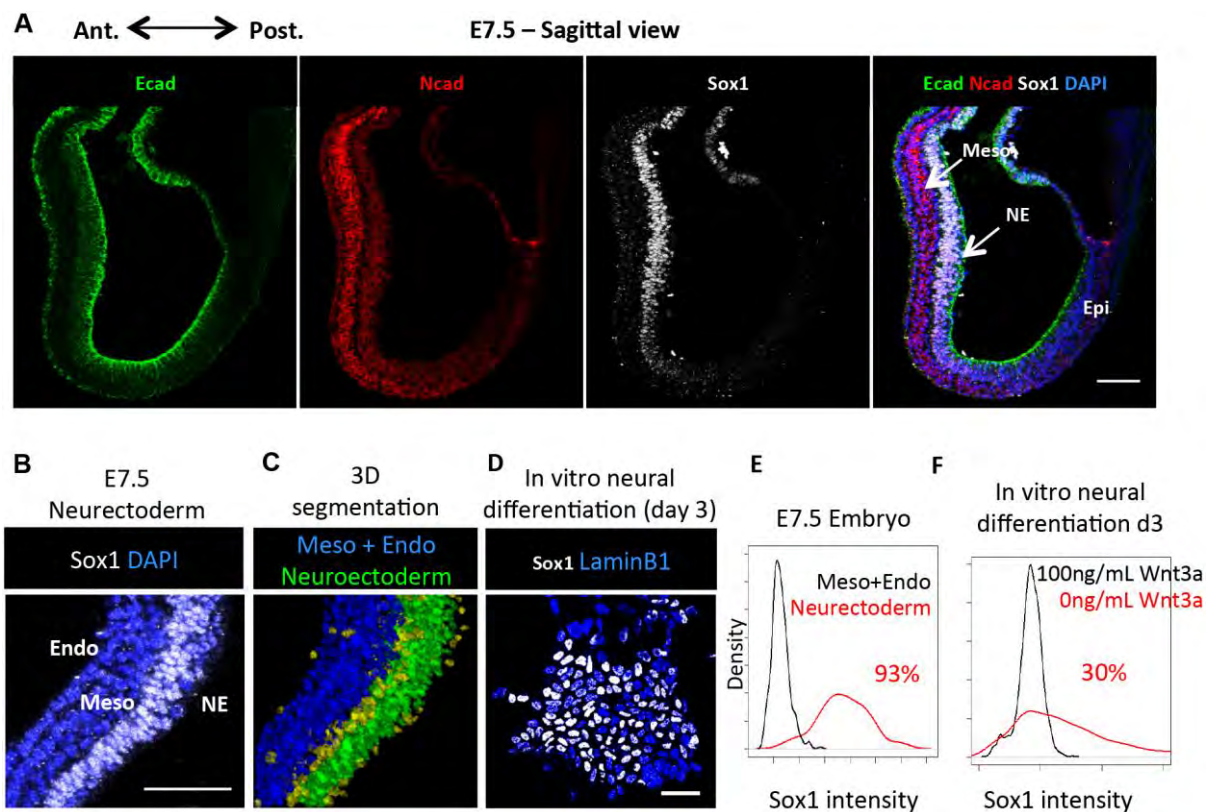 A
Ant. Post.
E7.5 – Sagittal view
Ecad
Ncad
Sox1
Ecad Ncad Sox1 DAPI
Meso
NE
Epi
B
E7.5
Neurectoderm
Sox1 DAPI
Endo
Meso
NE
C
3D
segmentation
Meso + Endo
Neuroectoderm
D
In vitro neural
differentiation (day 3)
Sox1 LaminB1
E
E7.5 Embryo
Meso+Endo
Neurectoderm
93%
Density
Sox1 intensity
F
In vitro neural
differentiation d3
100ng/mL Wnt3a
0ng/mL Wnt3a
30%
Sox1 intensity